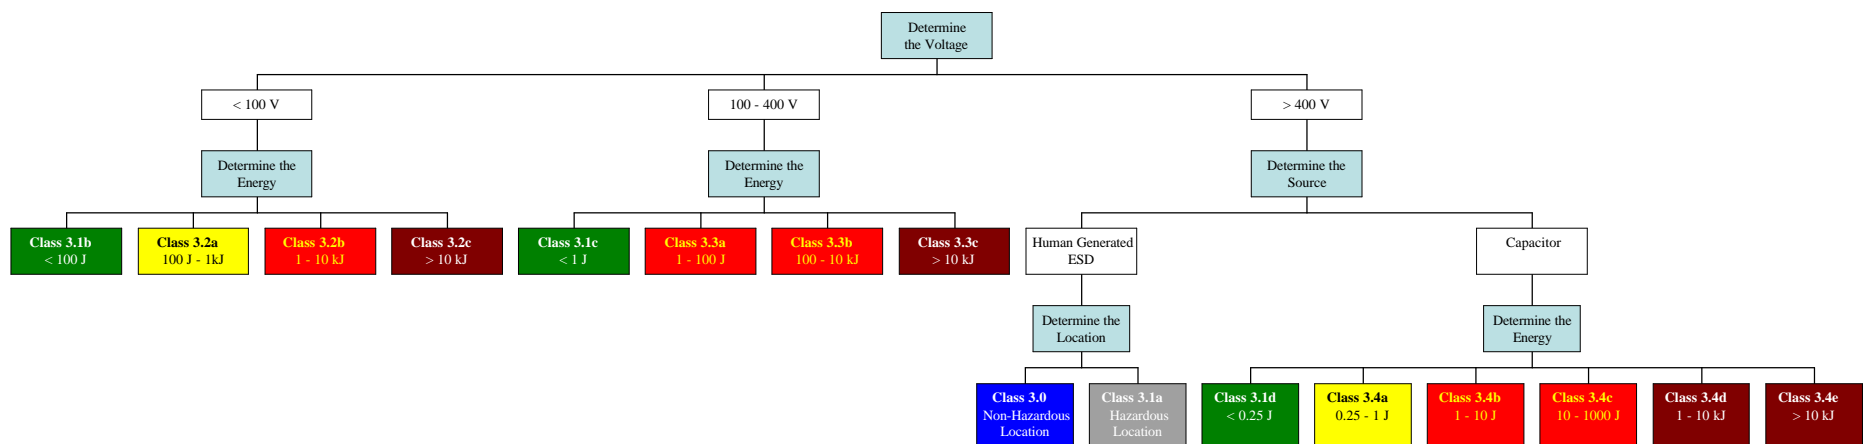 Determine
the Voltage
< 100 V
100 - 400 V
> 400 V
Determine the
Energy
Determine the
Energy
Determine the
Source
Class 3.1b
< 100 J
Class 3.2a
100 J - 1kJ
Class 3.2b
1 - 10 kJ
Class 3.2c
> 10 kJ
Class 3.1c
< 1 J
Class 3.3a
1 - 100 J
Class 3.3b
100 - 10 kJ
Class 3.3c
> 10 kJ
Human Generated
ESD
Capacitor
Determine the
Location
Determine the
Energy
Class 3.0
Non-Hazardous
Location
Class 3.1a
Hazardous
Location
Class 3.1d
< 0.25 J
Class 3.4a
0.25 - 1 J
Class 3.4b
1 - 10 J
Class 3.4c
10 - 1000 J
Class 3.4d
1 - 10 kJ
Class 3.4e
> 10 kJ